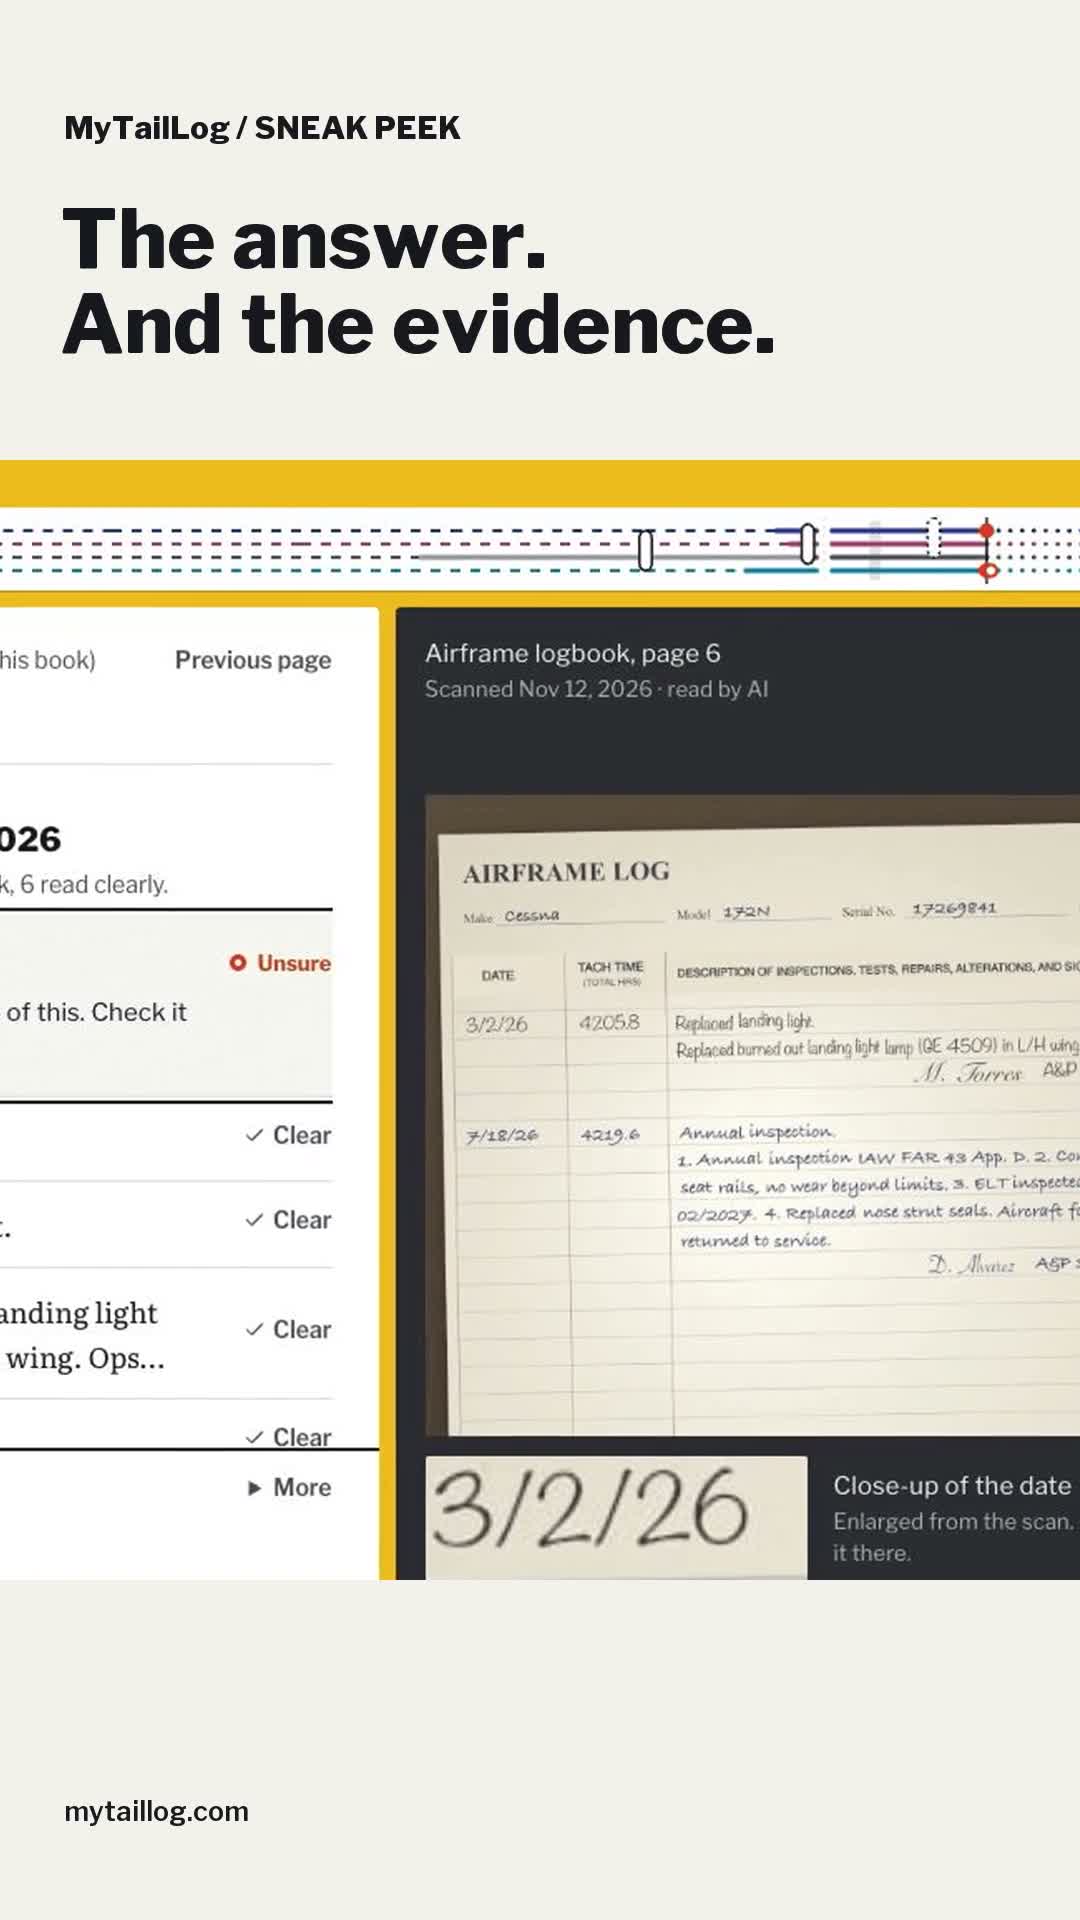 MyTailLog / SNEAK PEEK
The answer.
And the evidence.
his book)
Previous page
026
k, 6 read clearly.
Unsure
of this. Check it
Clear
t.
Clear
anding light
wing. Ops...
Clear
Clear
More
Airframe logbook, page 6
Scanned Nov 12, 2026 · read by AI
AIRFRAME LOG
Make Cessna Model 172N Serial No. 17269841
DATE TACH TIME (TOTAL HRS) DESCRIPTION OF INSPECTIONS, TESTS, REPAIRS, ALTERATIONS, AND SIG
3/2/26 4205.8 Replaced landing light.
Replaced burned out landing light lamp (GE 4509) in L/H wing
M. Torres A&P
7/18/26 4219.6 Annual inspection.
1. Annual inspection IAW FAR 43 App. D. 2. Co
seat rails, no wear beyond limits. 3. ELT inspected
02/2027. 4. Replaced nose strut seals. Aircraft f
returned to service.
D. Alvarez A&P
3/2/26
Close-up of the date
Enlarged from the scan.
it there.
mytaillog.com